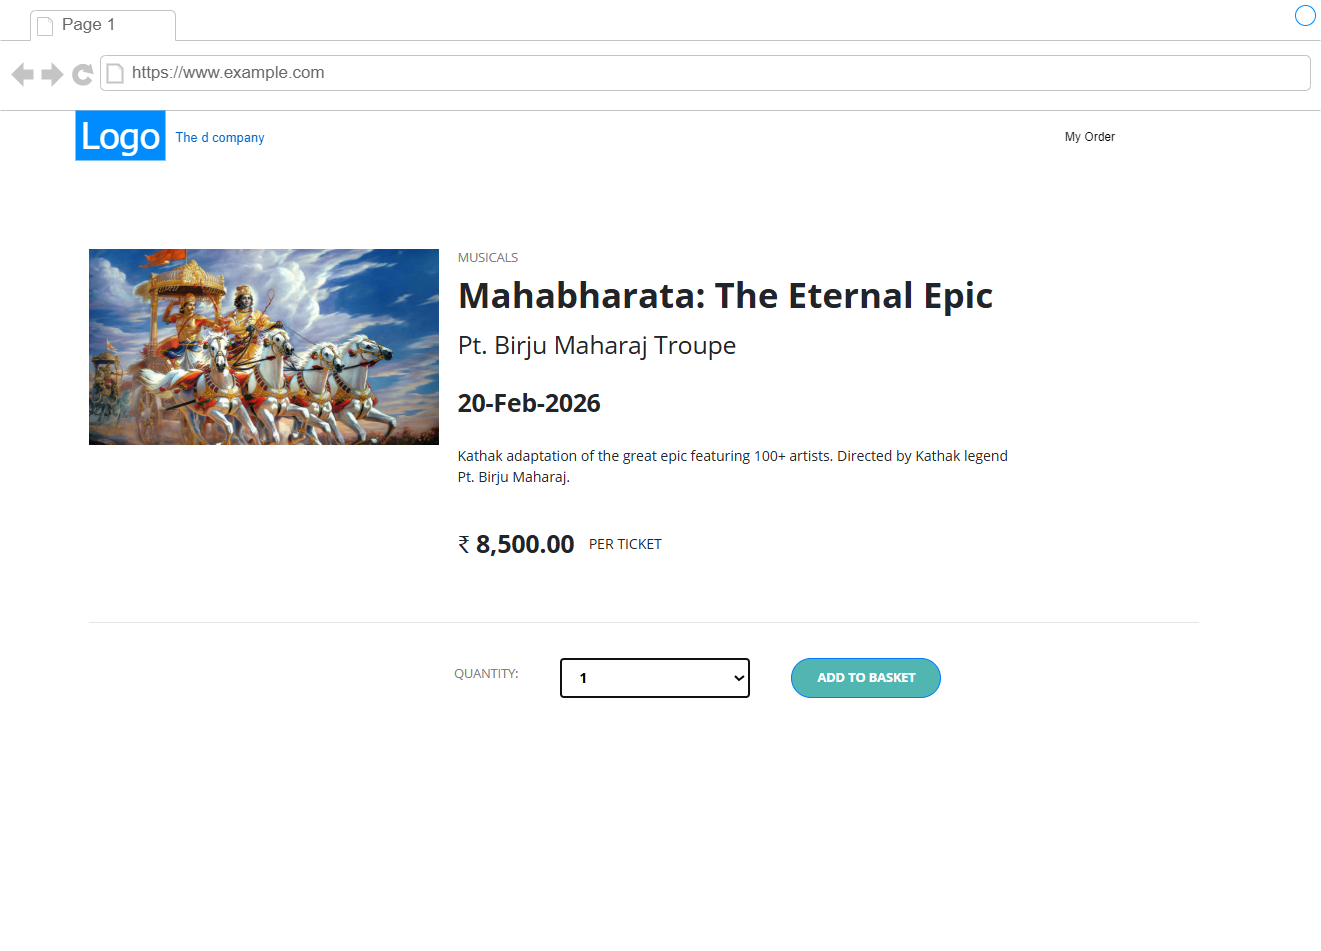 Page 1
https://www.example.com
Logo
The d company
My Order
MUSICALS
Mahabharata: The Eternal Epic
Pt. Birju Maharaj Troupe
20-Feb-2026
Kathak adaptation of the great epic featuring 100+ artists. Directed by Kathak legend
Pt. Birju Maharaj.
₹ 8,500.00 PER TICKET
QUANTITY:
1
ADD TO BASKET